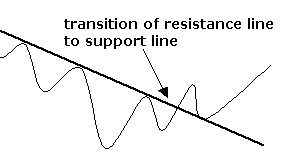 transition of resistance line
to support line